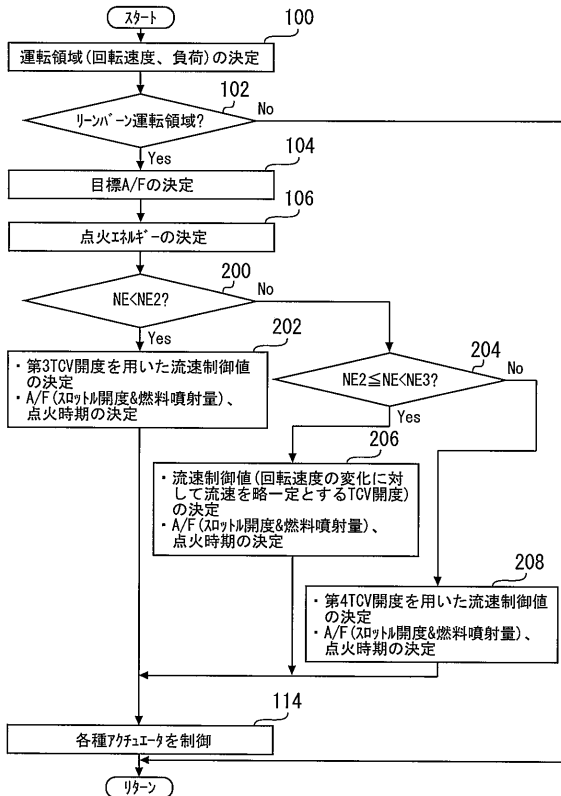 スタート
100
運転領域(回転速度、負荷)の決定
102
リーンバーン運転領域?
No
Yes
104
目標A/Fの決定
106
点火エネルギーの決定
200
NE<NE2?
No
Yes
202
・第3TCV開度を用いた流速制御値
の決定
・A/F(スロットル開度&燃料噴射量)、
点火時期の決定
204
NE2≦NE<NE3?
No
Yes
206
・流速制御値(回転速度の変化に対
して流速を略一定とするTCV開度)
の決定
・A/F(スロットル開度&燃料噴射量)、
点火時期の決定
208
・第4TCV開度を用いた流速制御値
の決定
・A/F(スロットル開度&燃料噴射量)、
点火時期の決定
114
各種アクチュエータを制御
リターン